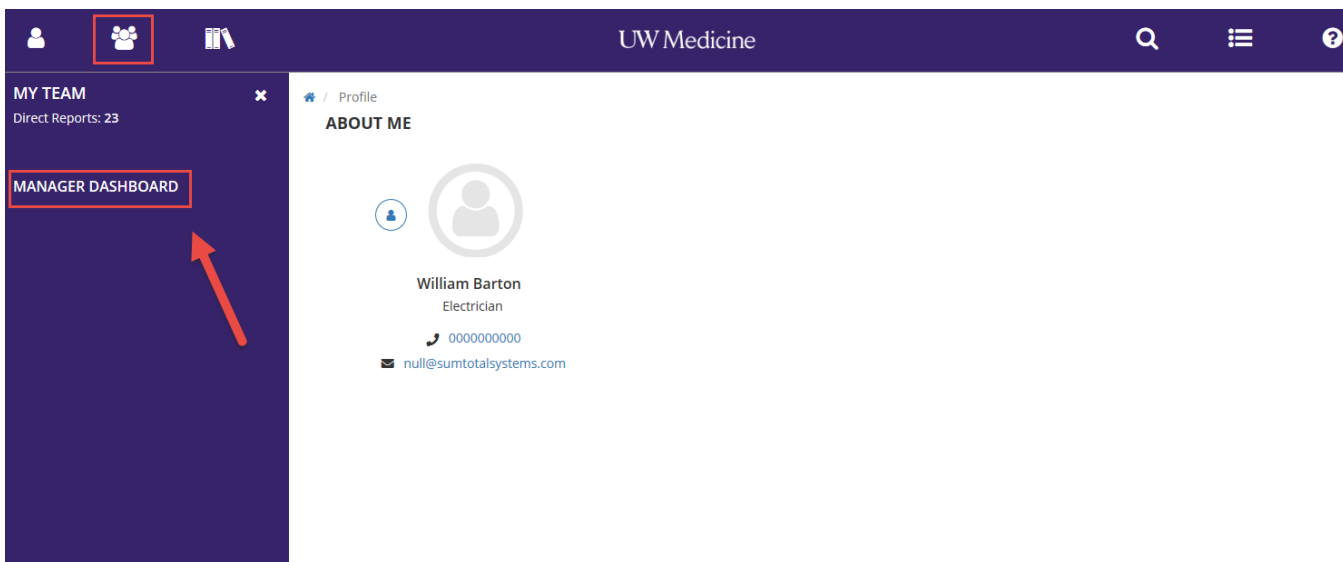 UW Medicine
MY TEAM
Direct Reports: 23
MANAGER DASHBOARD
/ Profile
ABOUT ME
William Barton
Electrician
0000000000
null@sumtotalsystems.com